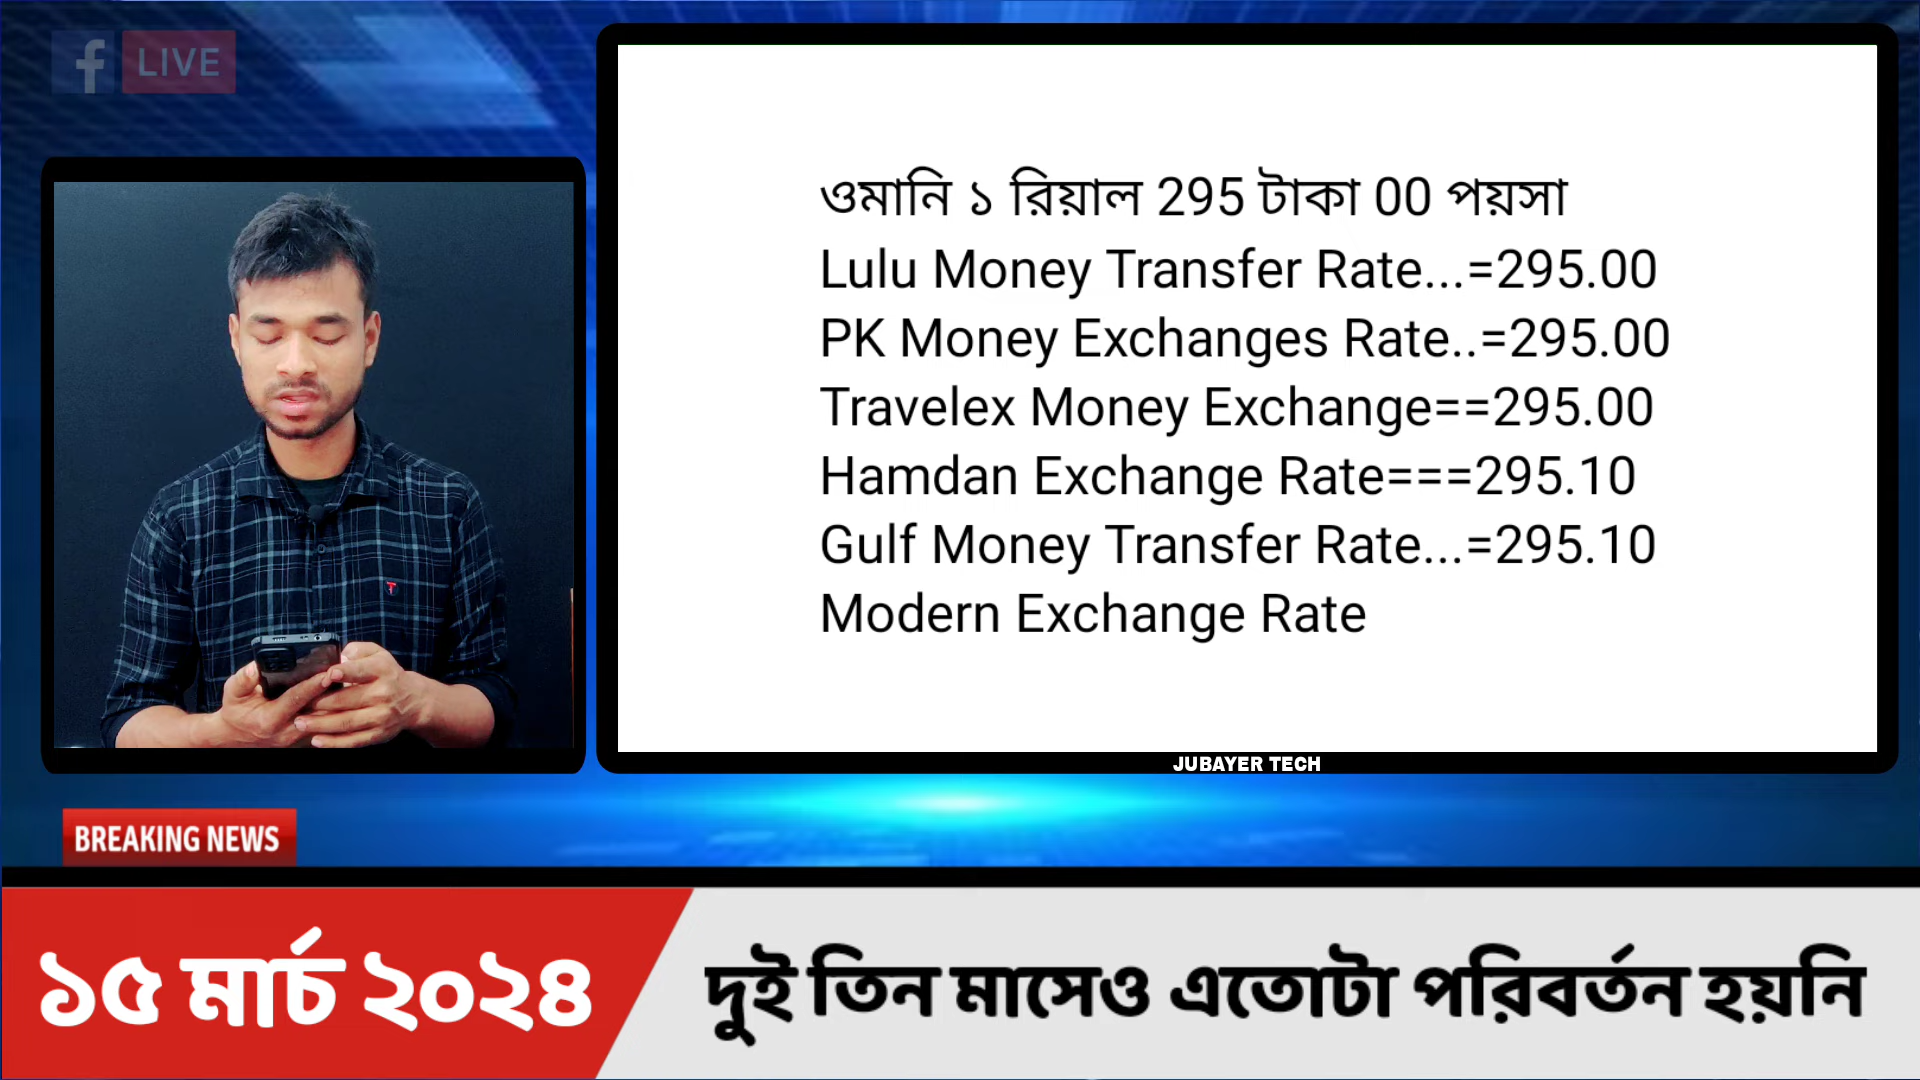 f LIVE
ওমানি ১ রিয়াল 295 টাকা 00 পয়সা
Lulu Money Transfer Rate...=295.00
PK Money Exchanges Rate..=295.00
Travelex Money Exchange==295.00
Hamdan Exchange Rate===295.10
Gulf Money Transfer Rate...=295.10
Modern Exchange Rate
JUBAYER TECH
BREAKING NEWS
১৫ মার্চ ২০২৪
দুই তিন মাসেও এতোটা পরিবর্তন হয়নি